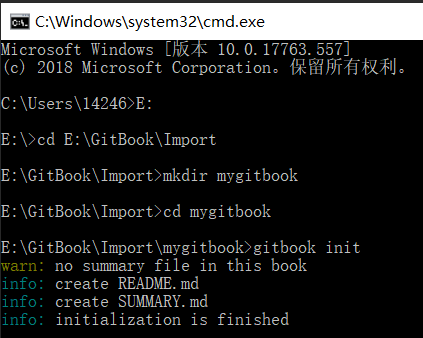 C:\Windows\system32\cmd.exe
Microsoft Windows [版本 10.0.17763.557]
(c) 2018 Microsoft Corporation。保留所有权利。
C:\Users\14246>E:
E:\>cd E:\GitBook\Import
E:\GitBook\Import>mkdir mygitbook
E:\GitBook\Import>cd mygitbook
E:\GitBook\Import\mygitbook>gitbook init
warn: no summary file in this book
info: create README.md
info: create SUMMARY.md
info: initialization is finished